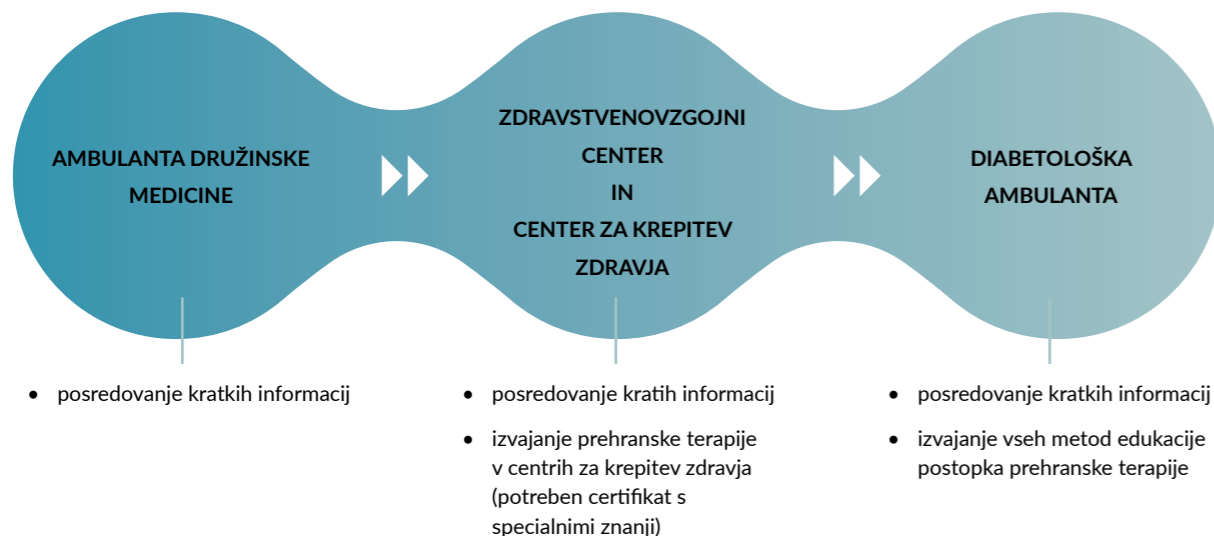 AMBULANTA DRUŽINSKE
MEDICINE
ZDRAVSTVENOVZGOJNI
CENTER
IN
CENTER ZA KREPITEV
ZDRAVJA
DIABETOLOŠKA
AMBULANTA
• posredovanje kratkih informacij
• posredovanje kratih informacij
• izvajanje prehranske terapije
v centrih za krepitev zdravja
(potreben certifikat s
specialnimi znanji)
• posredovanje kratkih informacij
• izvajanje vseh metod edukacije
postopka prehranske terapije